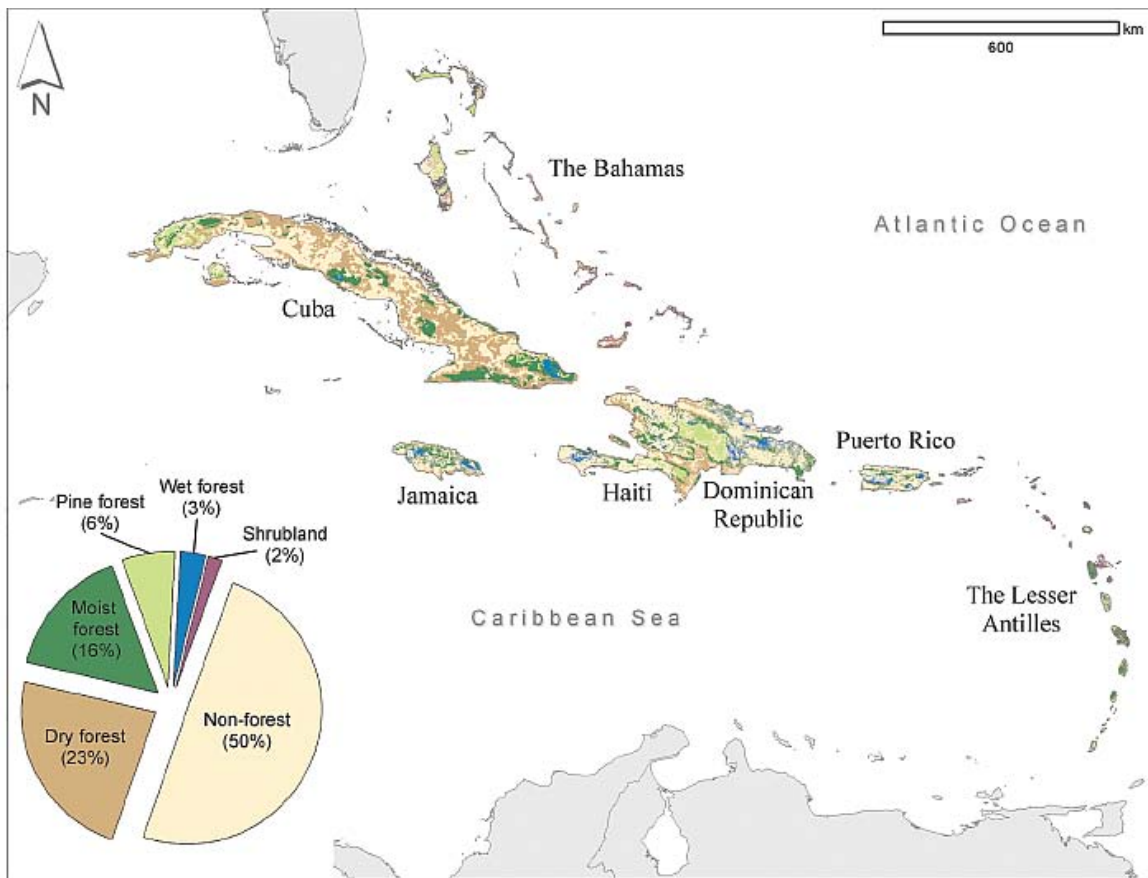 km
600
N
The Bahamas
Atlantic Ocean
Cuba
Puerto Rico
Jamaica
Haiti
Dominican
Republic
The Lesser
Antilles
Caribbean Sea
Wet forest
(3%)
Pine forest
(6%)
Shrubland
(2%)
Moist
forest
(16%)
Non-forest
(50%)
Dry forest
(23%)